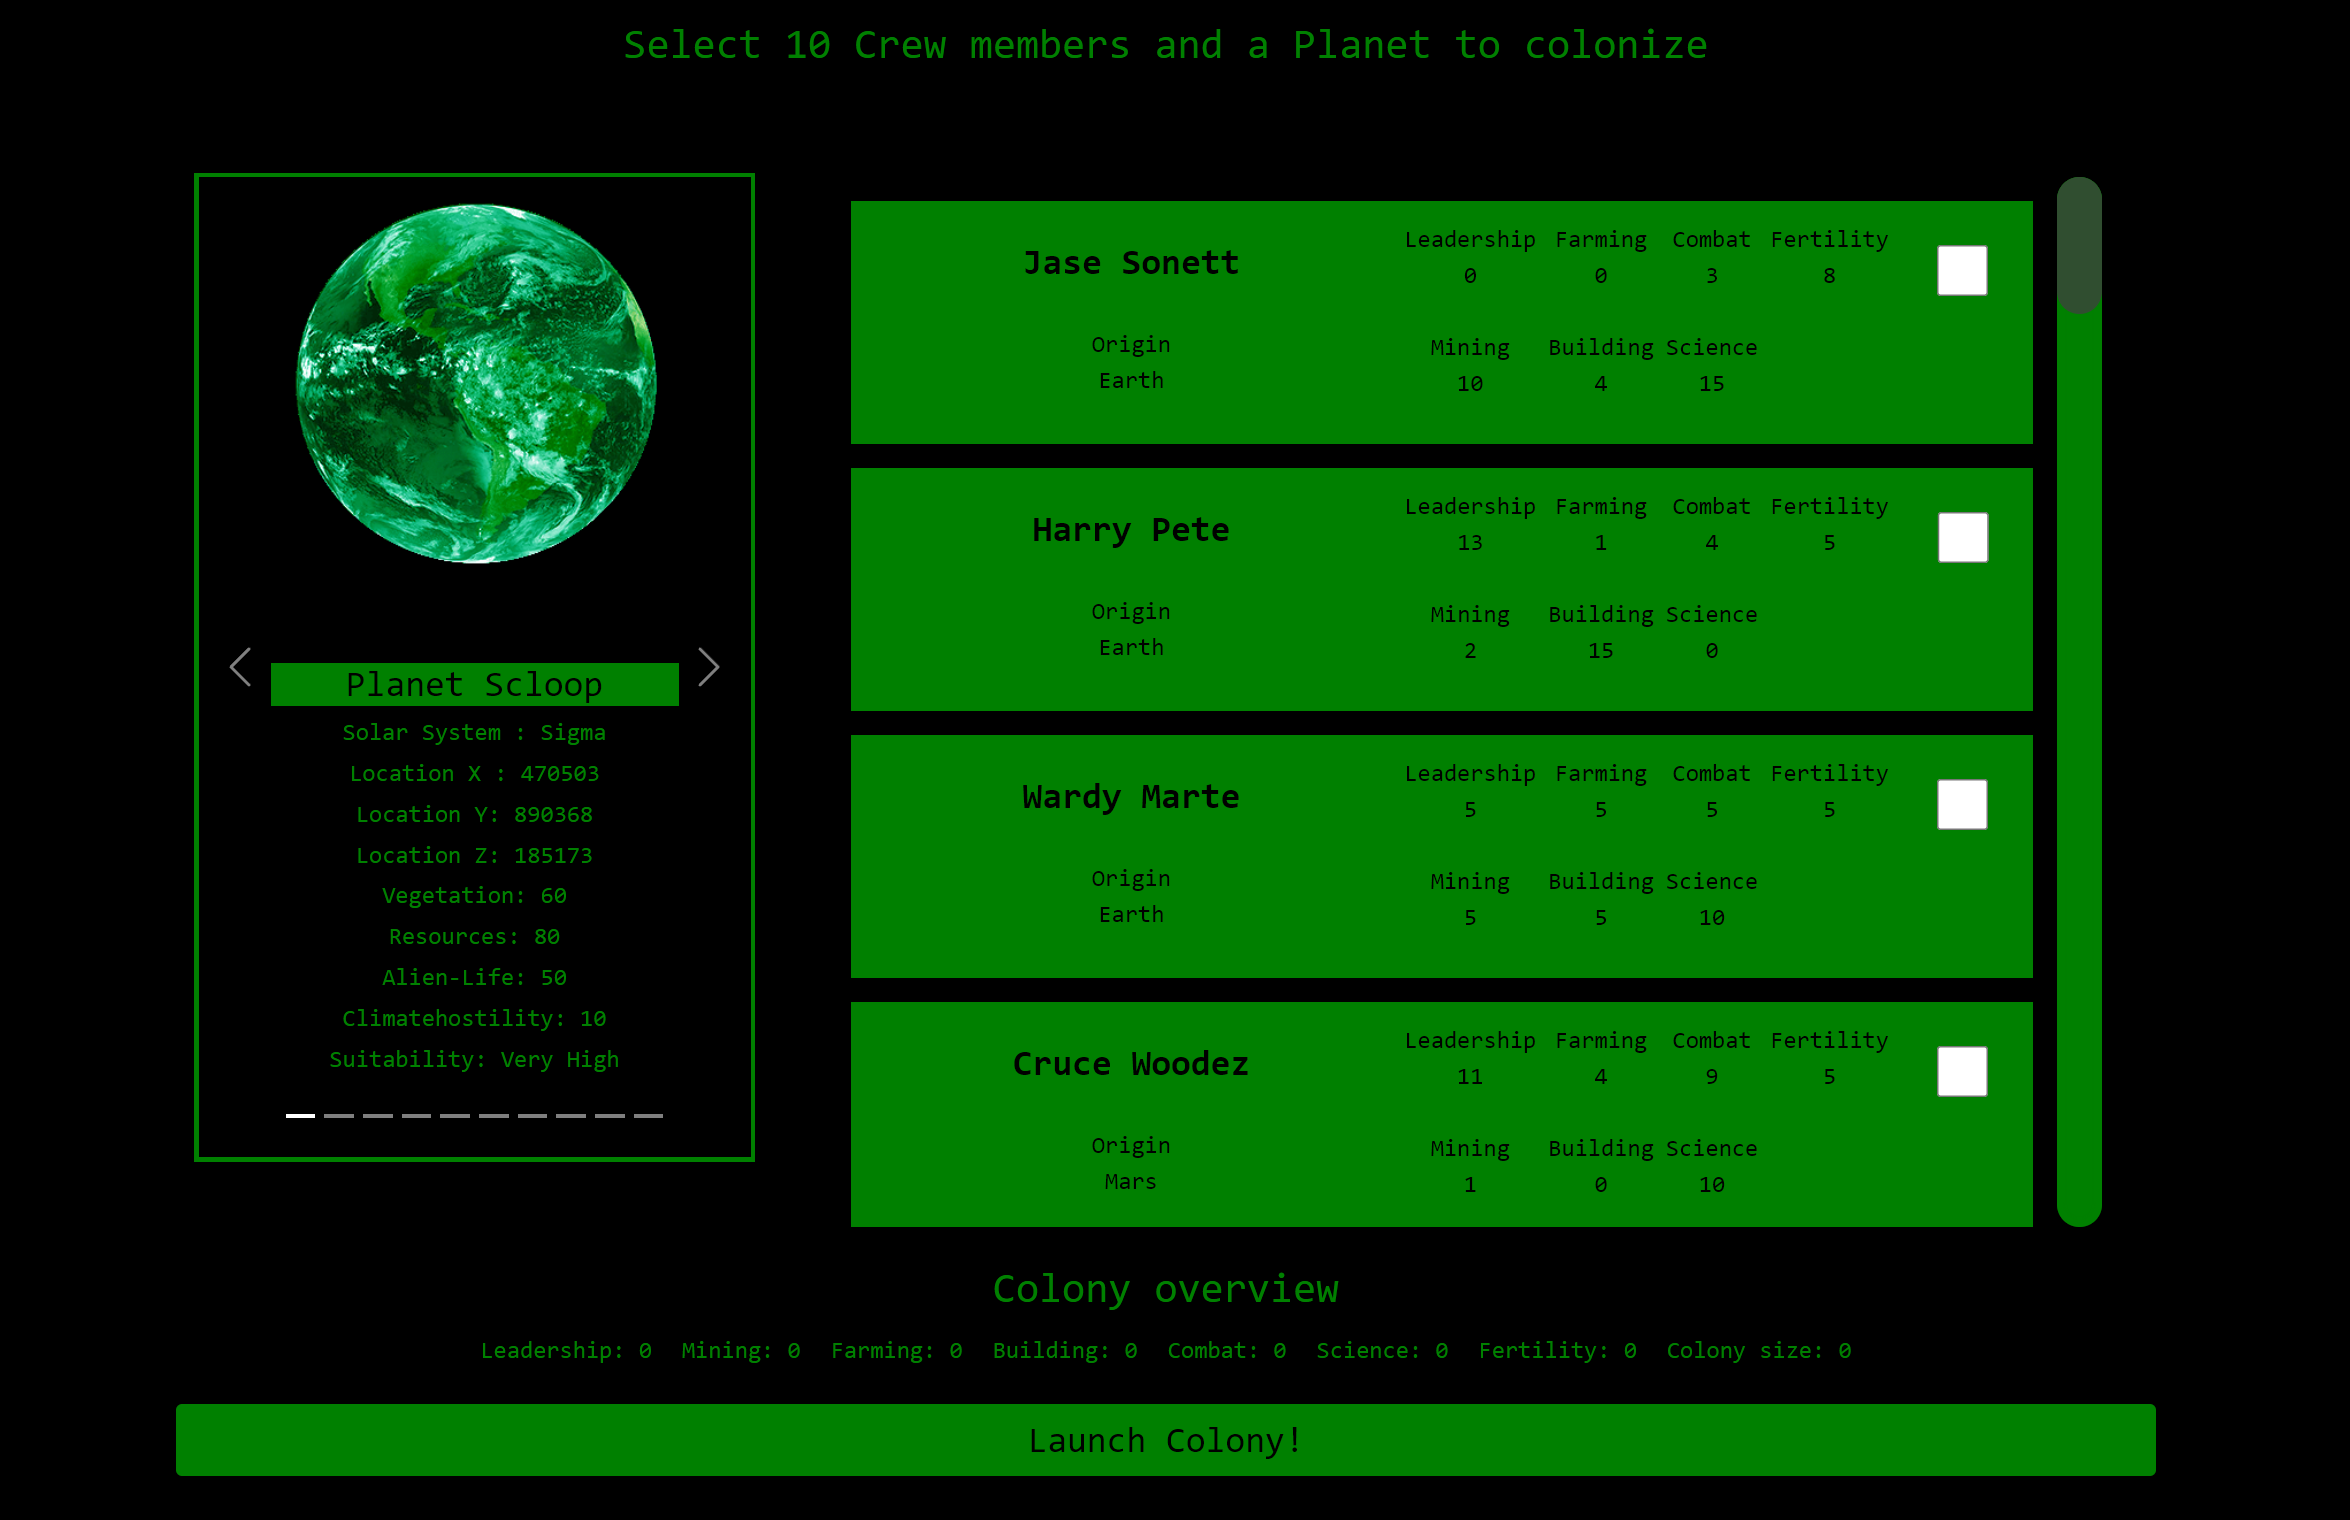 Select 10 Crew members and a Planet to colonize
Planet Scloop
Solar System : Sigma
Location X : 470503
Location Y: 890368
Location Z: 185173
Vegetation: 60
Resources: 80
Alien-Life: 50
Climatehostility: 10
Suitability: Very High
Jase Sonett
Origin
Earth
Leadership Farming Combat Fertility
0 0 3 8
Mining Building Science
10 4 15
Harry Pete
Origin
Earth
Leadership Farming Combat Fertility
13 1 4 5
Mining Building Science
2 15 0
Wardy Marte
Origin
Earth
Leadership Farming Combat Fertility
5 5 5 5
Mining Building Science
5 5 10
Cruce Woodez
Origin
Mars
Leadership Farming Combat Fertility
11 4 9 5
Mining Building Science
1 0 10
Colony overview
Leadership: 0 Mining: 0 Farming: 0 Building: 0 Combat: 0 Science: 0 Fertility: 0 Colony size: 0
Launch Colony!